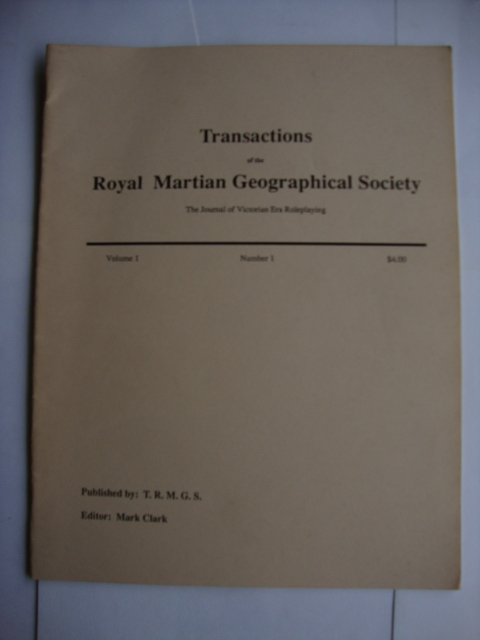 Transactions
of the
Royal Martian Geographical Society
The Journal of Victorian Era Roleplaying
Volume 1 Number 1 $4.00
Published by: T. R. M. G. S.
Editor: Mark Clark